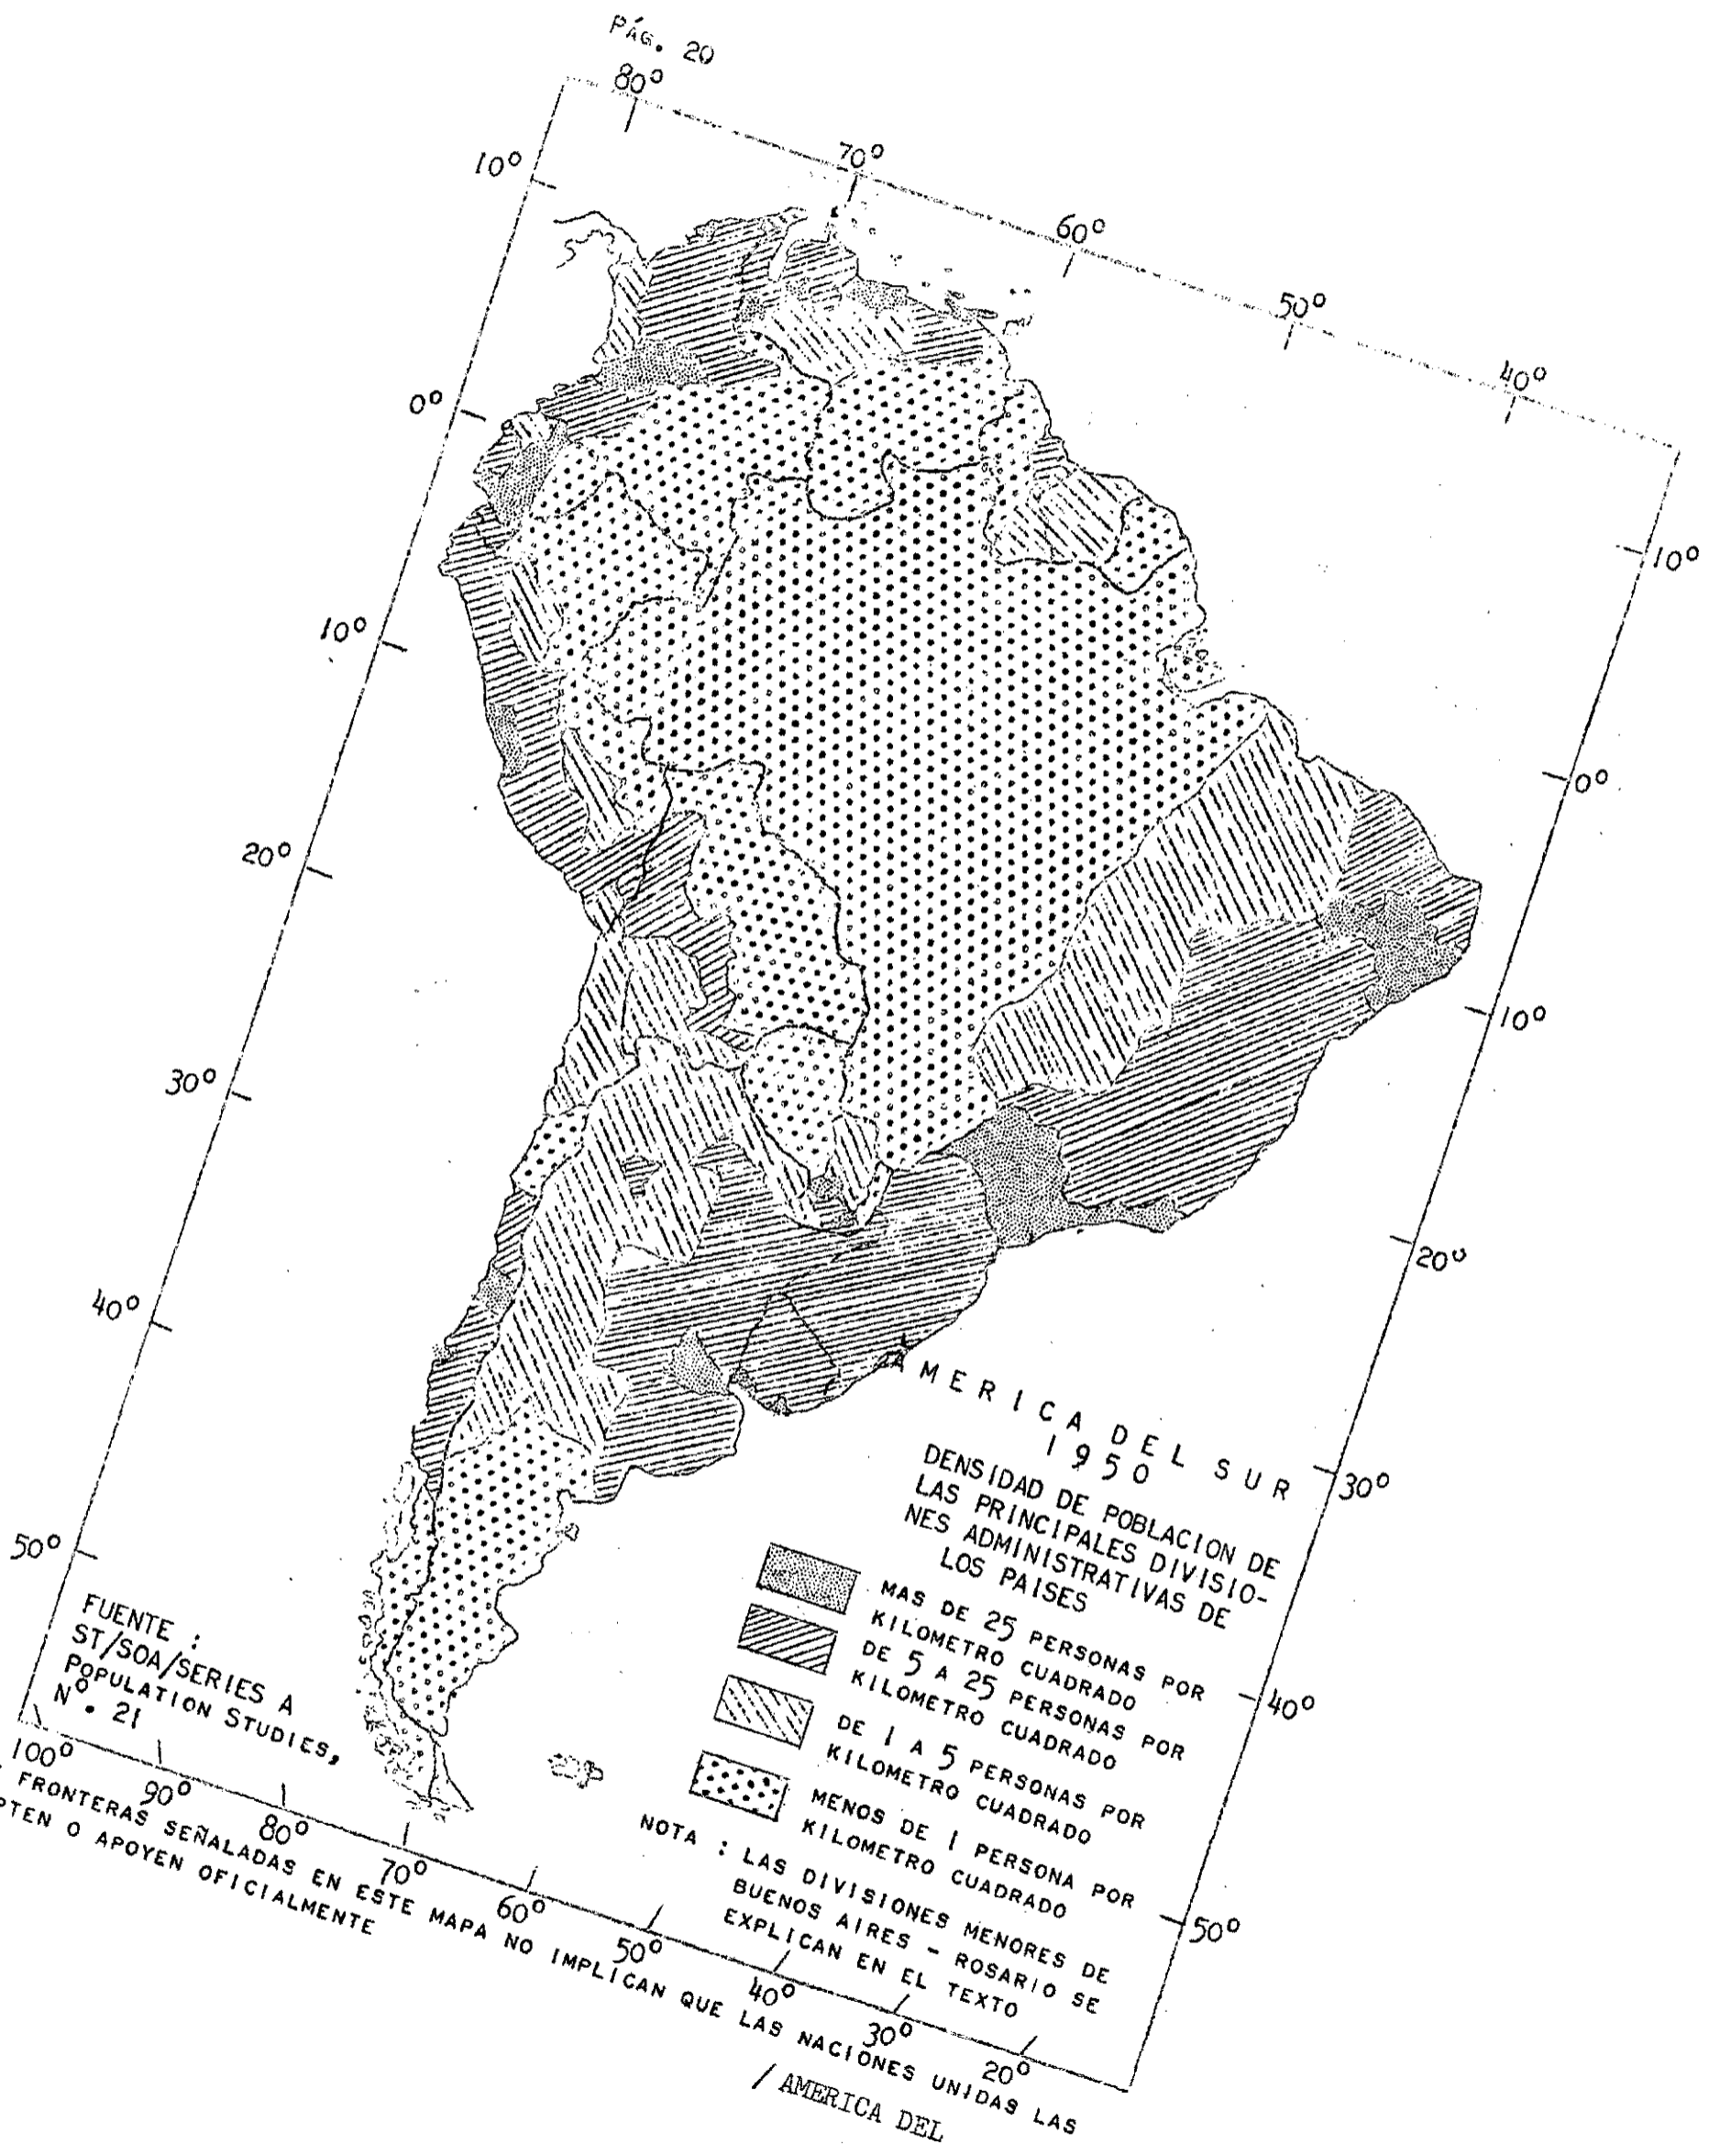 PÁG. 20
80°
70°
60°
50°
40°
10°
0°
10°
20°
30°
40°
50°
10°
0°
10°
20°
30°
40°
50°
AMERICA DEL SUR
1950
DENSIDAD DE POBLACION DE
LAS PRINCIPALES DIVISIO-
NES ADMINISTRATIVAS DE
LOS PAISES
MAS DE 25 PERSONAS POR
KILOMETRO CUADRADO
DE 5 A 25 PERSONAS POR
KILOMETRO CUADRADO
DE 1 A 5 PERSONAS POR
KILOMETRO CUADRADO
MENOS DE 1 PERSONA POR
KILOMETRO CUADRADO
NOTA : LAS DIVISIONES MENORES DE
BUENOS AIRES - ROSARIO SE
EXPLICAN EN EL TEXTO
FUENTE :
ST/SOA/SERIES A
POPULATION STUDIES,
Nº. 21
100°
90°
80°
70°
60°
50°
40°
30°
20°
FRONTERAS SEÑALADAS EN ESTE MAPA NO IMPLICAN QUE LAS NACIONES UNIDAS LAS
PTEN O APOYEN OFICIALMENTE
/AMERICA DEL